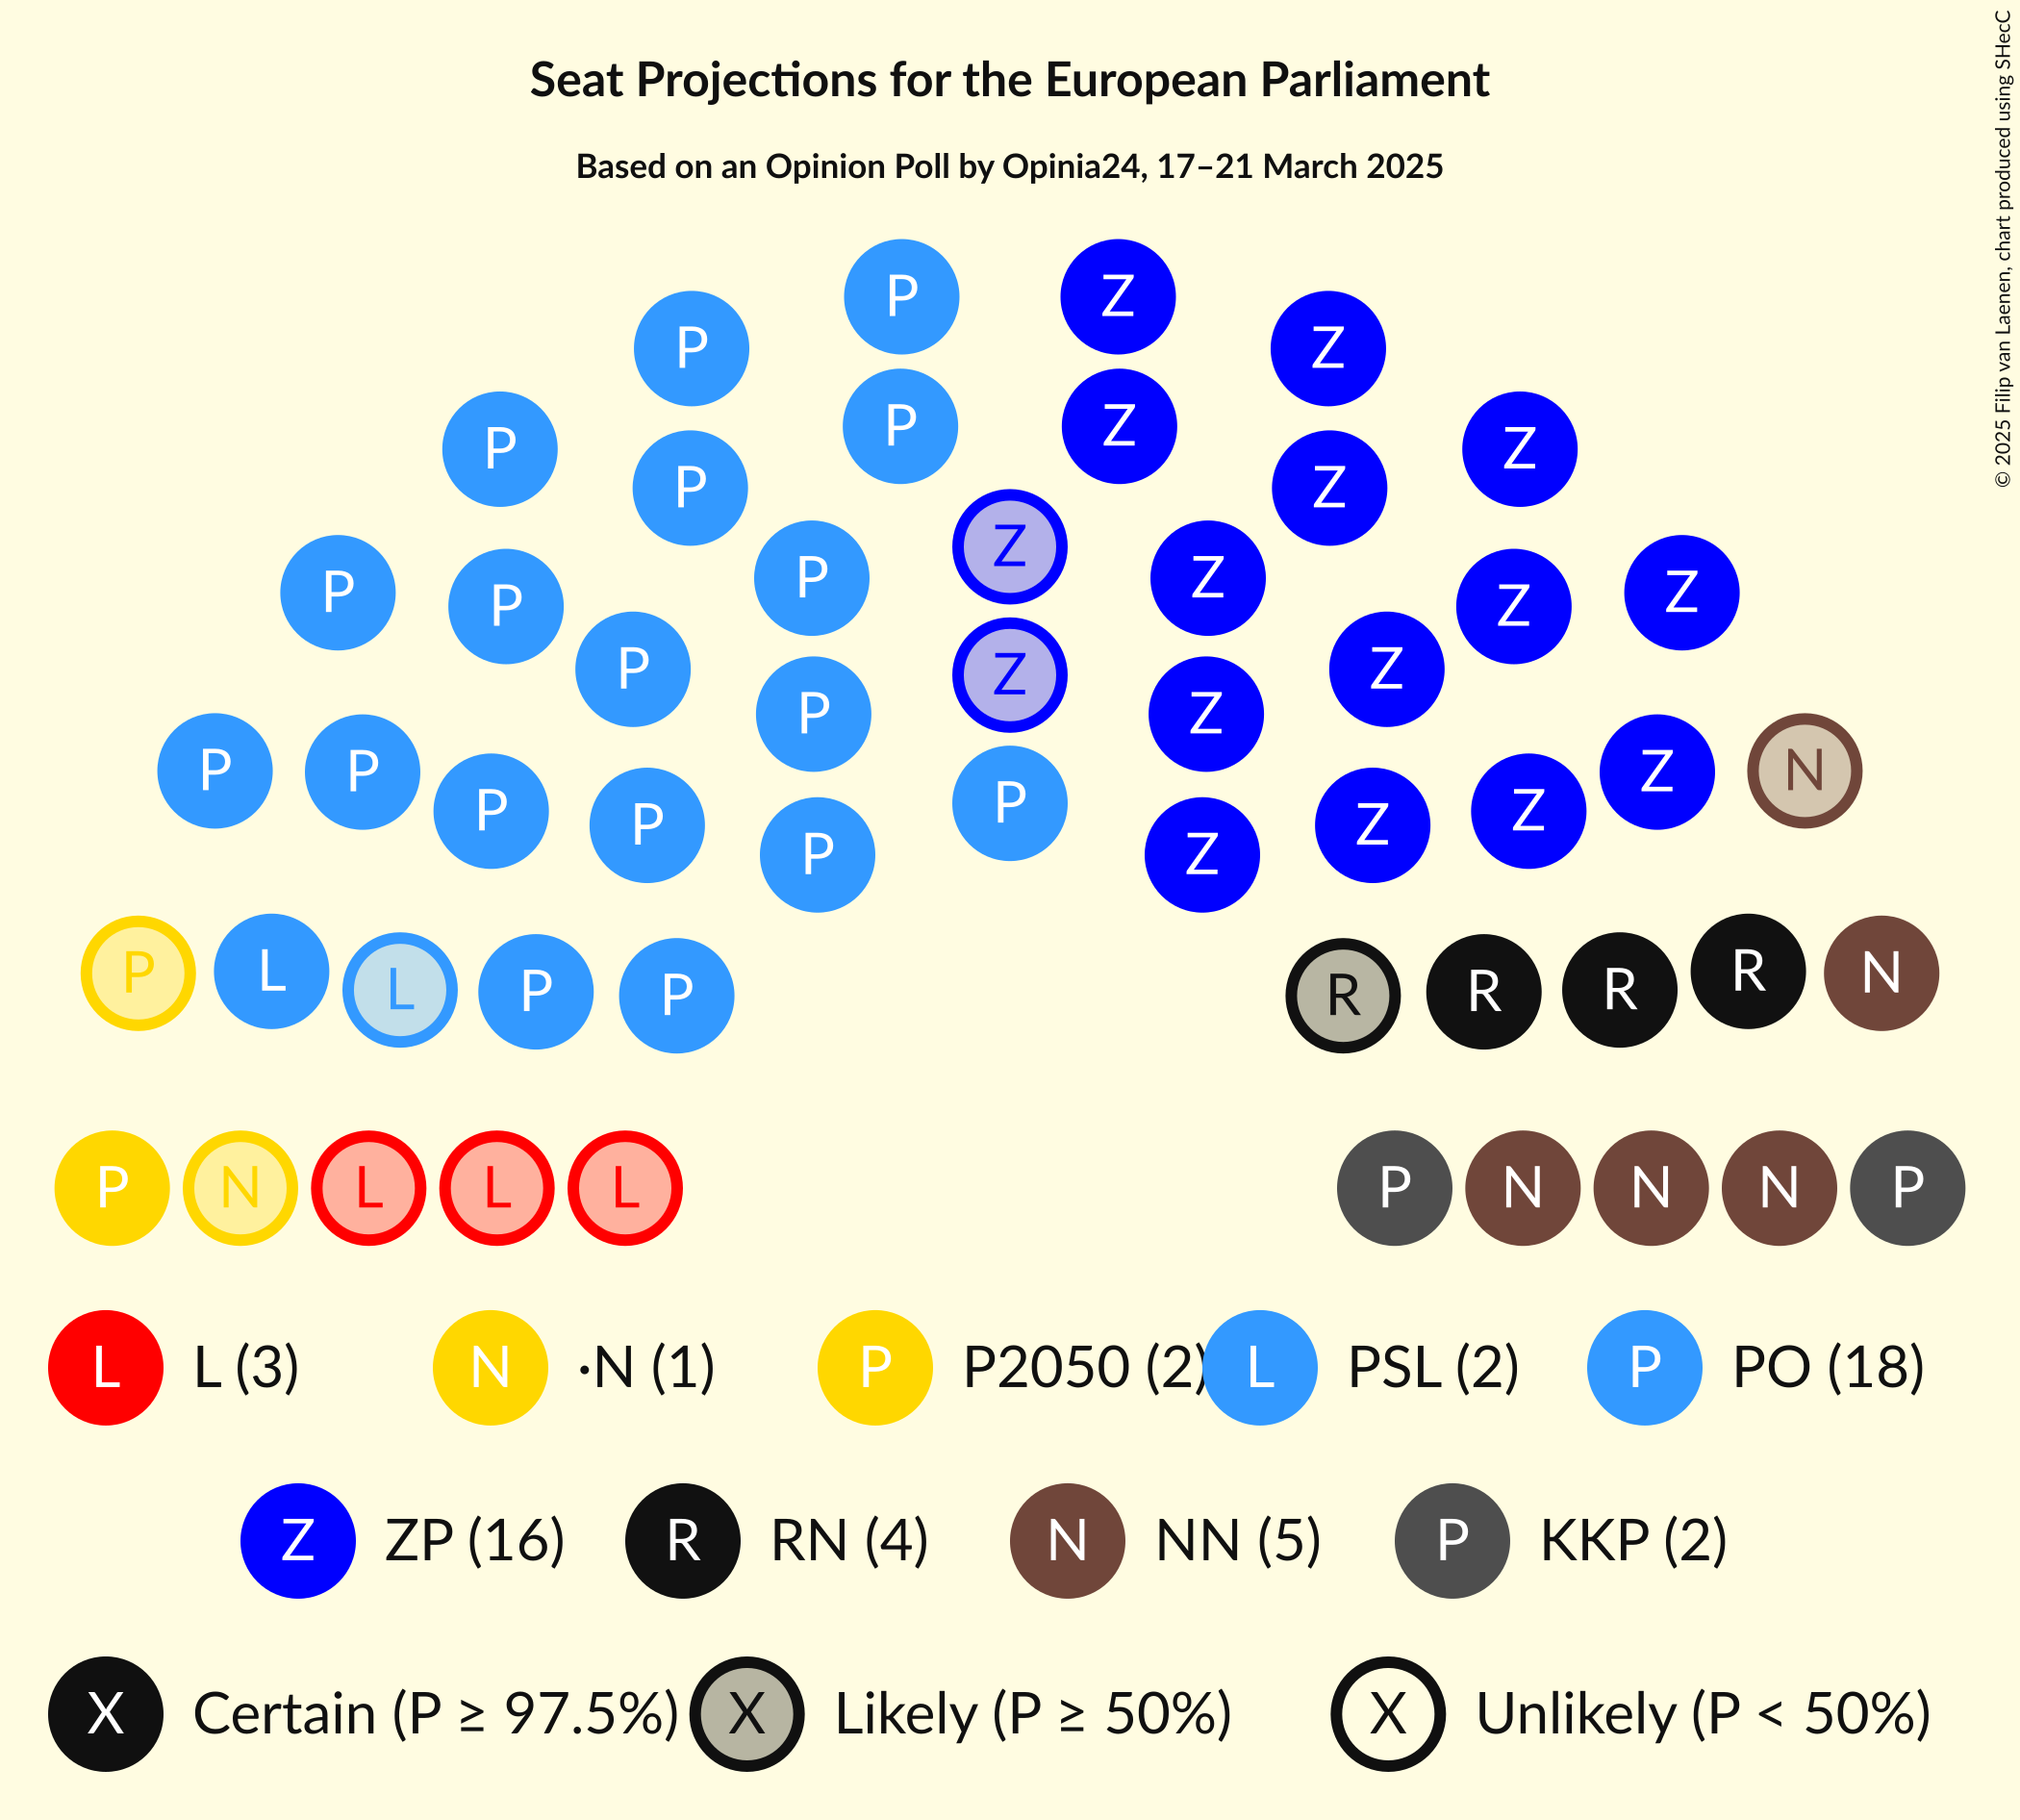 Seat Projections for the European Parliament
Based on an Opinion Poll by Opinia24, 17–21 March 2025
© 2025 Filip van Laenen, chart produced using SHecC
P Z
P Z
P Z
P Z
P Z
P Z
Z
P Z
P Z
P Z
P Z
Z
P Z
P P Z N
P P Z Z
P P Z
P L R N
L P P R R R
P N L L L P N N N P
L L (3) N ·N (1) P P2050 (2) L PSL (2) P PO (18)
Z ZP (16) R RN (4) N NN (5) P KKP (2)
X Certain (P ≥ 97.5%) X Likely (P ≥ 50%) X Unlikely (P < 50%)